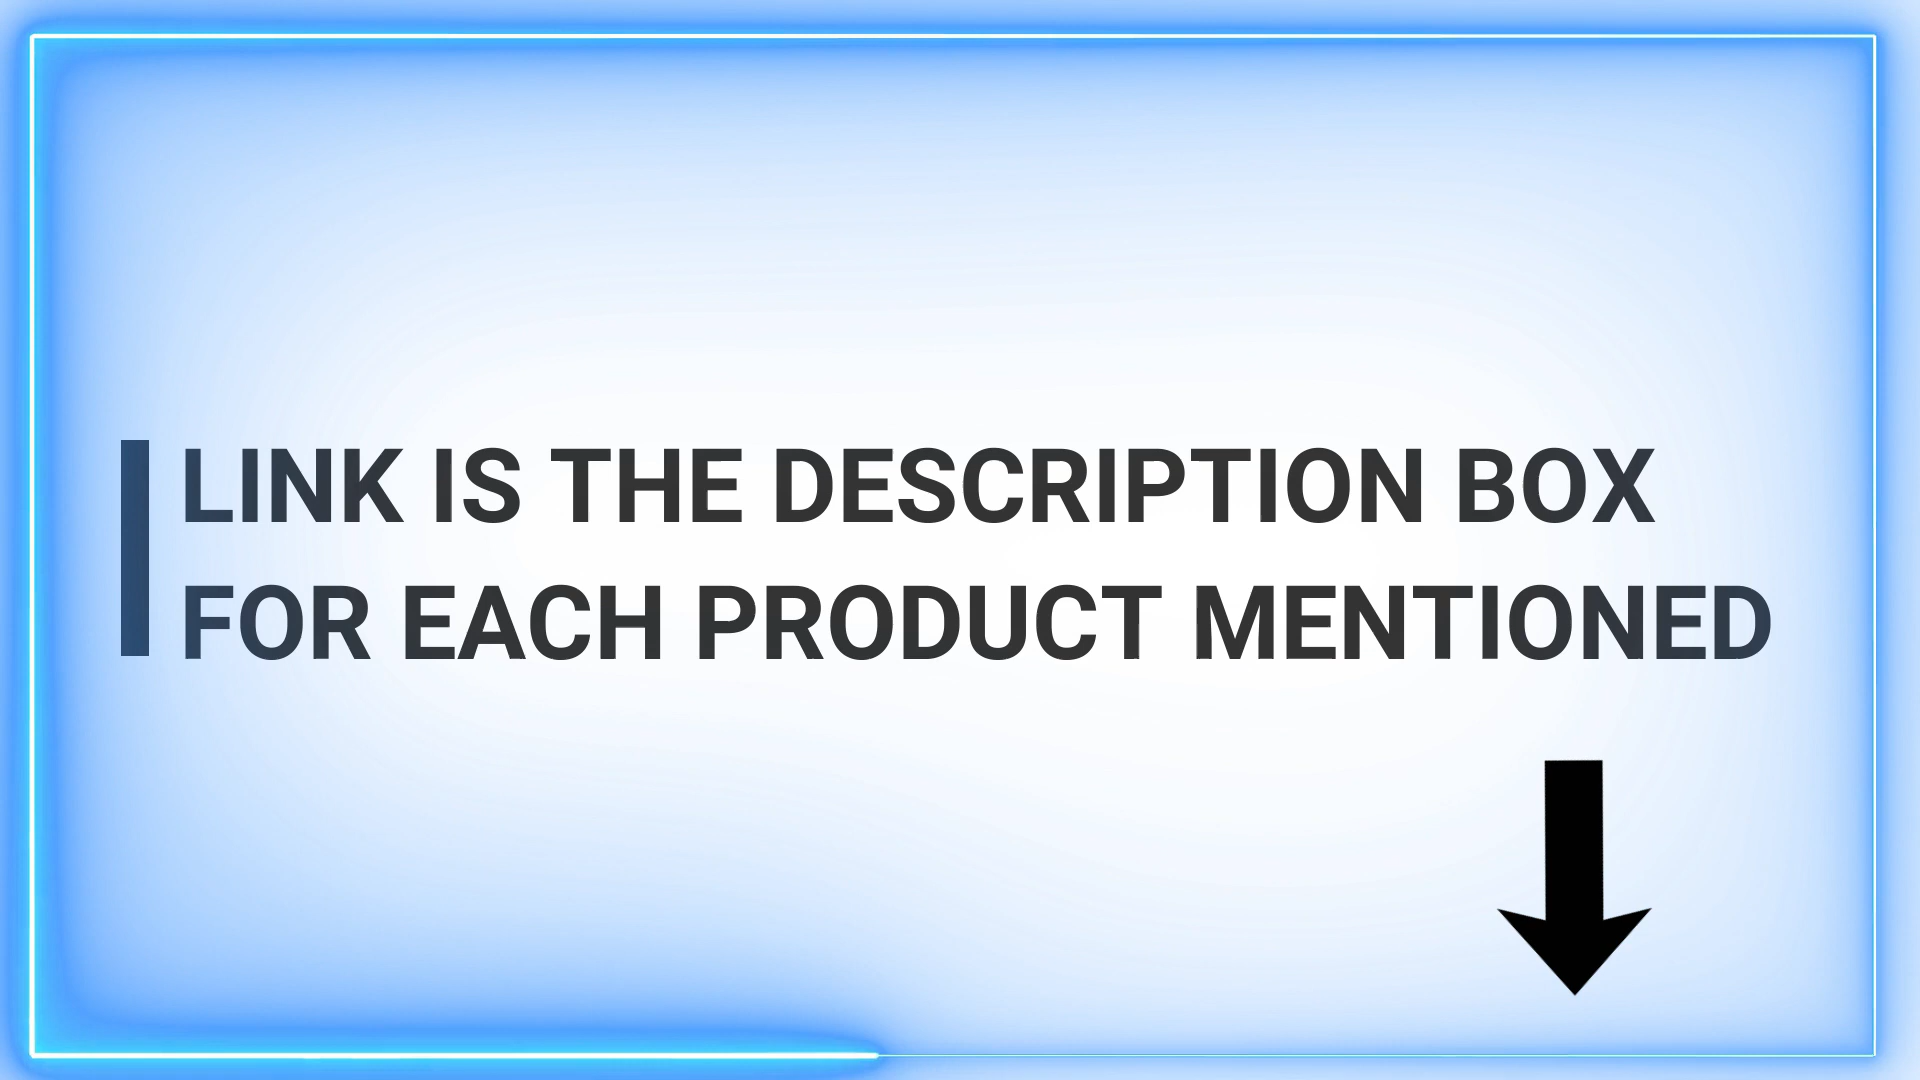 LINK IS THE DESCRIPTION BOX
FOR EACH PRODUCT MENTIONED